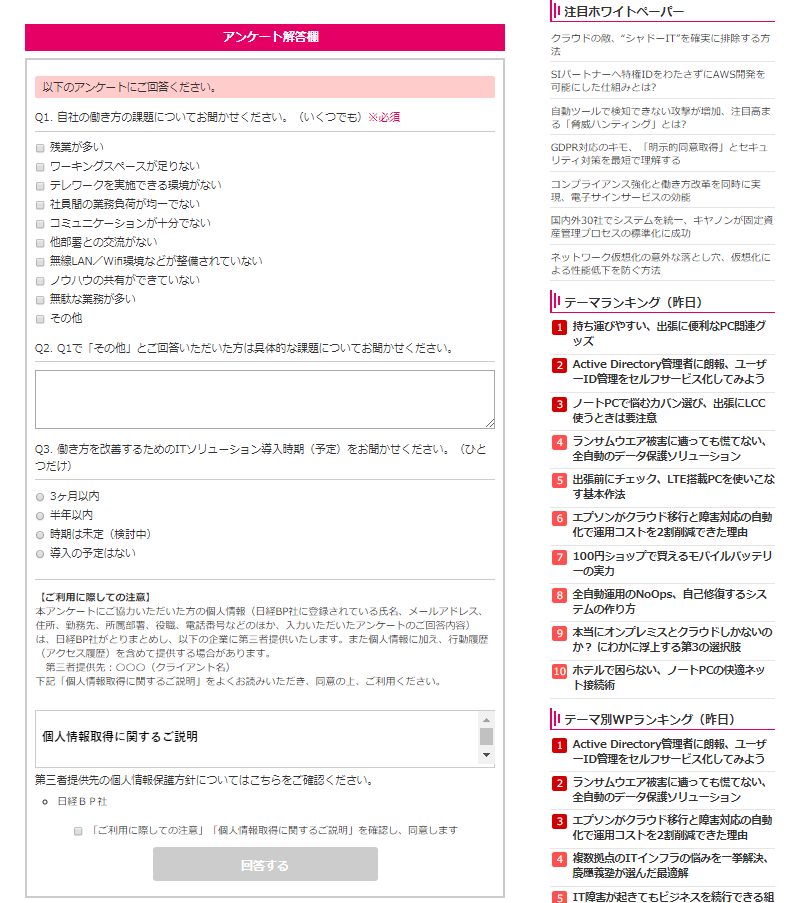 アンケート解答欄
以下のアンケートにご回答ください。
Q1. 自社の働き方の課題についてお聞かせください。（いくつでも）※必須
残業が多い
ワーキングスペースが足りない
テレワークを実施できる環境がない
社員間の業務負荷が均一でない
コミュニケーションが十分でない
他部署との交流がない
無線LAN／Wifi環境などが整備されていない
ノウハウの共有ができていない
無駄な業務が多い
その他
Q2. Q1で「その他」とご回答いただいた方は具体的な課題についてお聞かせください。
Q3. 働き方を改善するためのITソリューション導入時期（予定）をお聞かせください。（ひと
つだけ）
3ヶ月以内
半年以内
時期は未定（検討中）
導入の予定はない
【ご利用に際しての注意】
本アンケートにご協力いただいた方の個人情報（日経BP社に登録されている氏名、メールアドレス、
住所、勤務先、所属部署、役職、電話番号などのほか、入力いただいたアンケートのご回答内容）
は、日経BP社がとりまとめし、以下の企業に第三者提供いたします。また個人情報に加え、行動履歴
（アクセス履歴）を含めて提供する場合があります。
第三者提供先：〇〇〇（クライアント名）
下記「個人情報取得に関するご説明」をよくお読みいただき、同意の上、ご利用ください。
個人情報取得に関するご説明
第三者提供先の個人情報保護方針についてはこちらをご確認ください。
日経ＢＰ社
「ご利用に際しての注意」「個人情報取得に関するご説明」を確認し、同意します
回答する
注目ホワイトペーパー
クラウドの敵、“シャドーIT”を確実に排除する方
法
SIパートナーへ特権IDをわたさずにAWS開発を
可能にした仕組みとは?
自動ツールで検知できない攻撃が増加、注目高ま
る「脅威ハンティング」とは?
GDPR対応のキモ、「明示的同意取得」とセキュ
リティ対策を最短で理解する
コンプライアンス強化と働き方改革を同時に実
現、電子サインサービスの効能
国内外30社でシステムを統一、キヤノンが固定資
産管理プロセスの標準化に成功
ネットワーク仮想化の意外な落とし穴、仮想化に
よる性能低下を防ぐ方法
テーマランキング（昨日）
1 持ち運びやすい、出張に便利なPC関連グ
ッズ
2 Active Directory管理者に朗報、ユーザ
ーID管理をセルフサービス化してみよう
3 ノートPCで悩むカバン選び、出張にLCC
使うときは要注意
4 ランサムウエア被害に遭っても慌てない、
全自動のデータ保護ソリューション
5 出張前にチェック、LTE搭載PCを使いこな
す基本作法
6 エプソンがクラウド移行と障害対応の自動
化で運用コストを2割削減できた理由
7 100円ショップで買えるモバイルバッテリ
ーの実力
8 全自動運用のNoOps、自己修復するシス
テムの作り方
9 本当にオンプレミスとクラウドしかないの
か？ にわかに浮上する第3の選択肢
10 ホテルで困らない、ノートPCの快適ネッ
ト接続術
テーマ別WPランキング（昨日）
1 Active Directory管理者に朗報、ユーザ
ーID管理をセルフサービス化してみよう
2 ランサムウエア被害に遭っても慌てない、
全自動のデータ保護ソリューション
3 エプソンがクラウド移行と障害対応の自動
化で運用コストを2割削減できた理由
4 複数拠点のITインフラの悩みを一挙解決、
慶應義塾が選んだ最適解
5 IT障害が起きてもビジネスを続行できる組